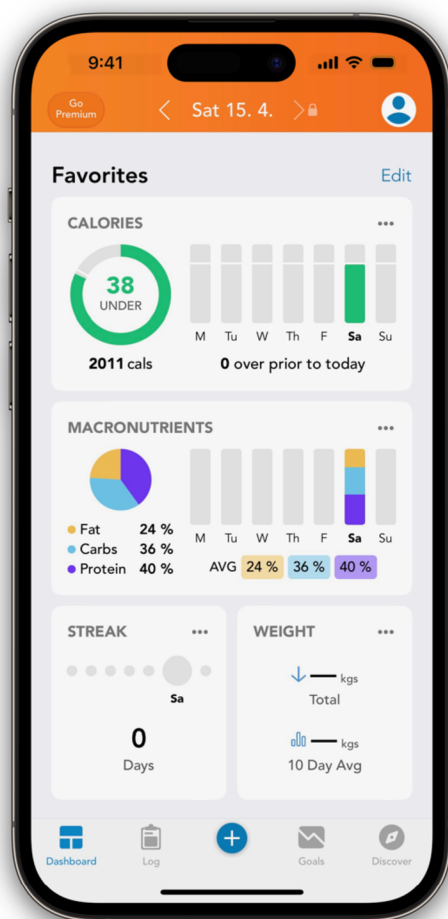 9:41
Go
Premium
Sat 15. 4.
Favorites
Edit
CALORIES
38
UNDER
M Tu W Th F Sa Su
2011 cals
0 over prior to today
MACRONUTRIENTS
Fat 24 %
Carbs 36 %
Protein 40 %
M Tu W Th F Sa Su
AVG 24 % 36 % 40 %
STREAK
Sa
0
Days
WEIGHT
kgs
Total
kgs
10 Day Avg
Dashboard
Log
Goals
Discover